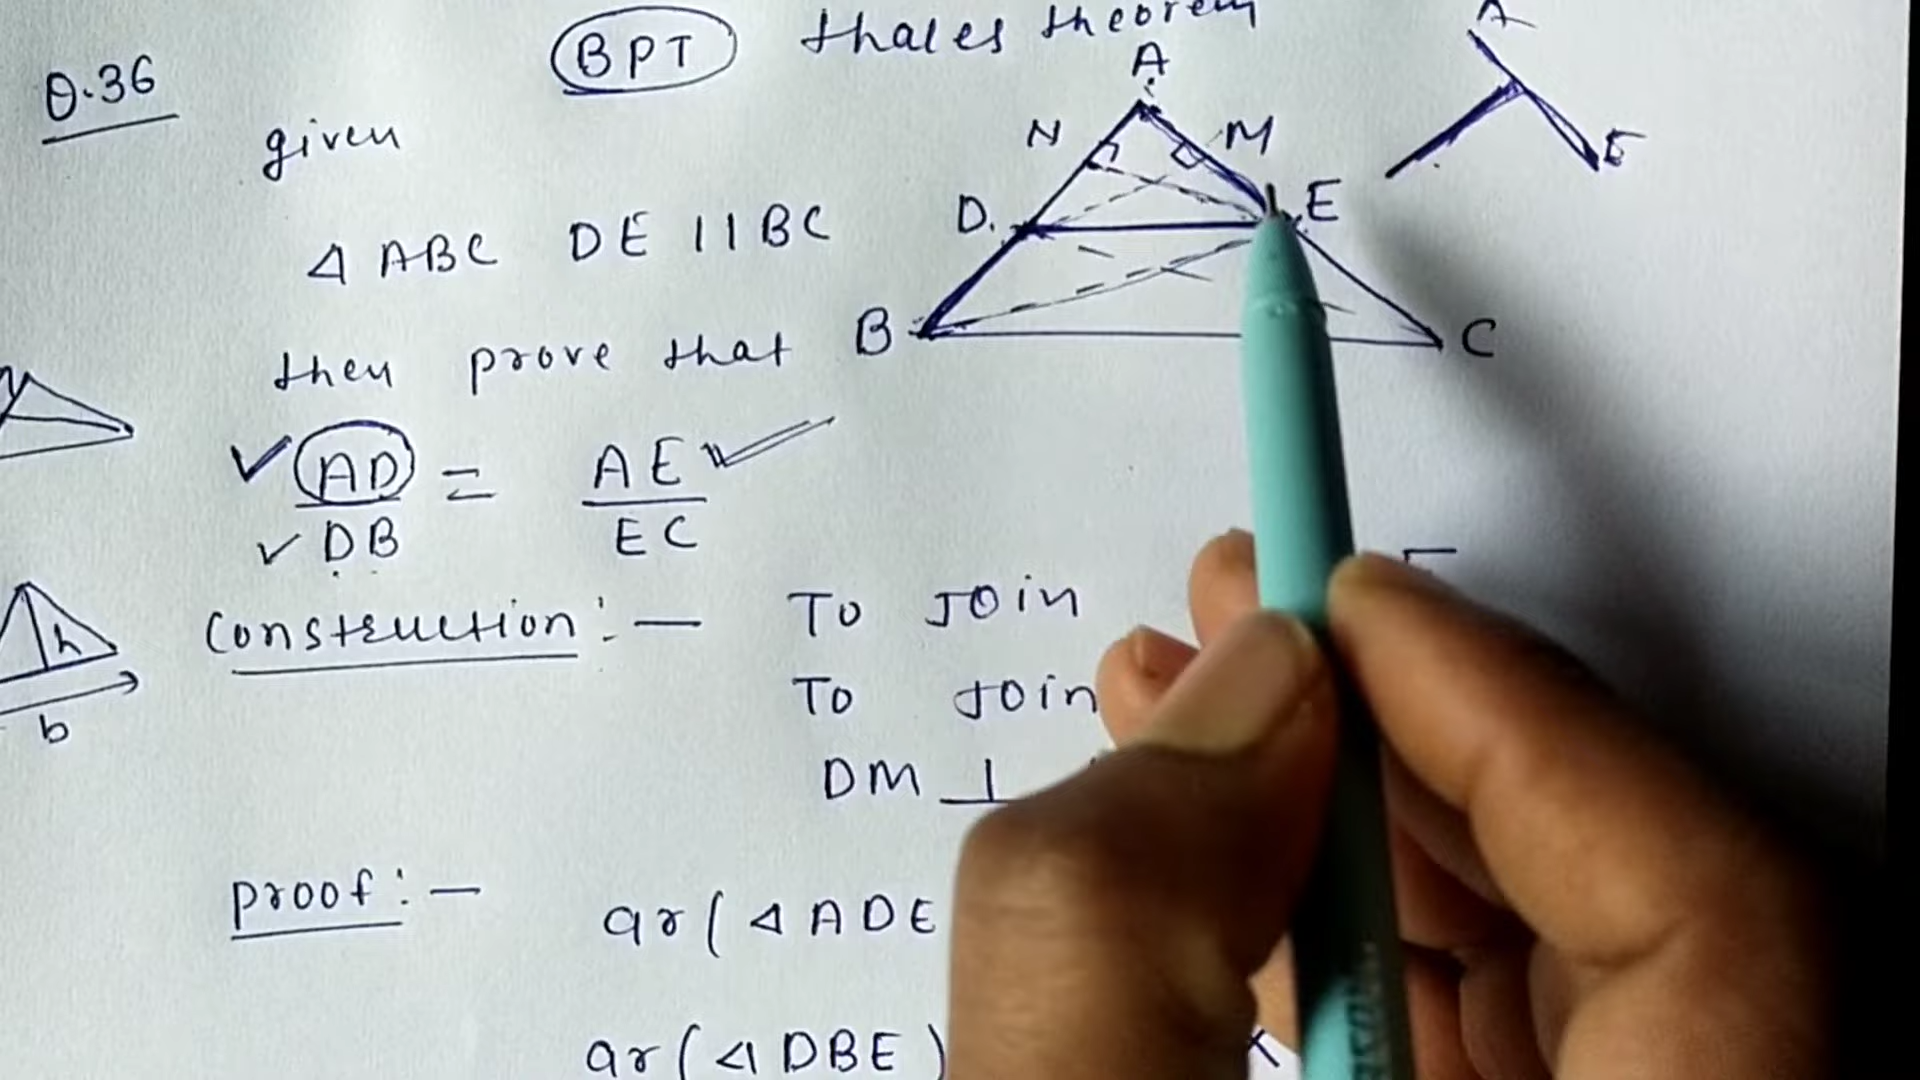 BPT thales theorem
Q.36
given
△ ABC DE || BC
then prove that
AD = AE
DB EC
construction :—
To Join
To Join
DM ⊥
proof :—
ar(△ADE
ar(△DBE)
A
N
M
D.
E
B
C
A
E
h
b